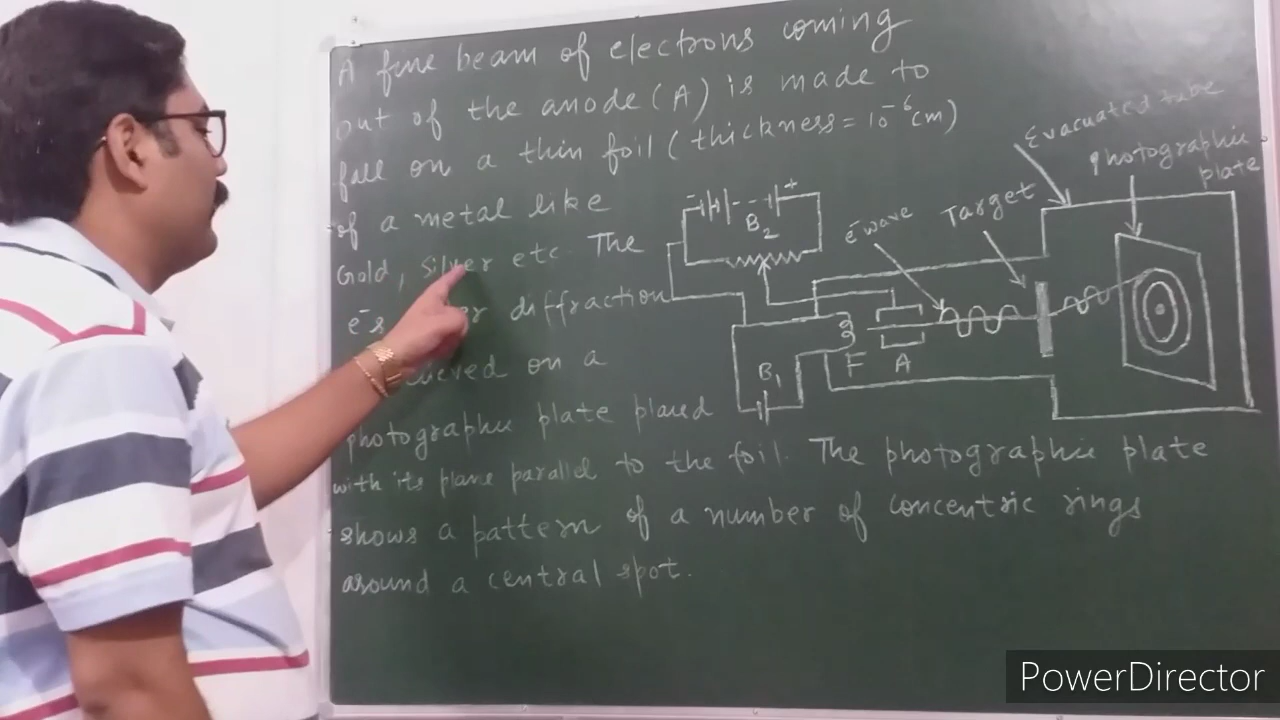 A fine beam of electrons coming
out of the anode (A) is made to
fall on a thin foil (thickness = 10⁻⁶ cm)
of a metal like
Gold, Silver etc. The
e⁻s diffraction
on a
photographic plate placed
with its plane parallel to the foil. The photographic plate
shows a pattern of a number of concentric rings
around a central spot.
Evacuated tube
Photographic
plate
Target
e⁻ wave
- +
B₂
B₁
F
A
PowerDirector